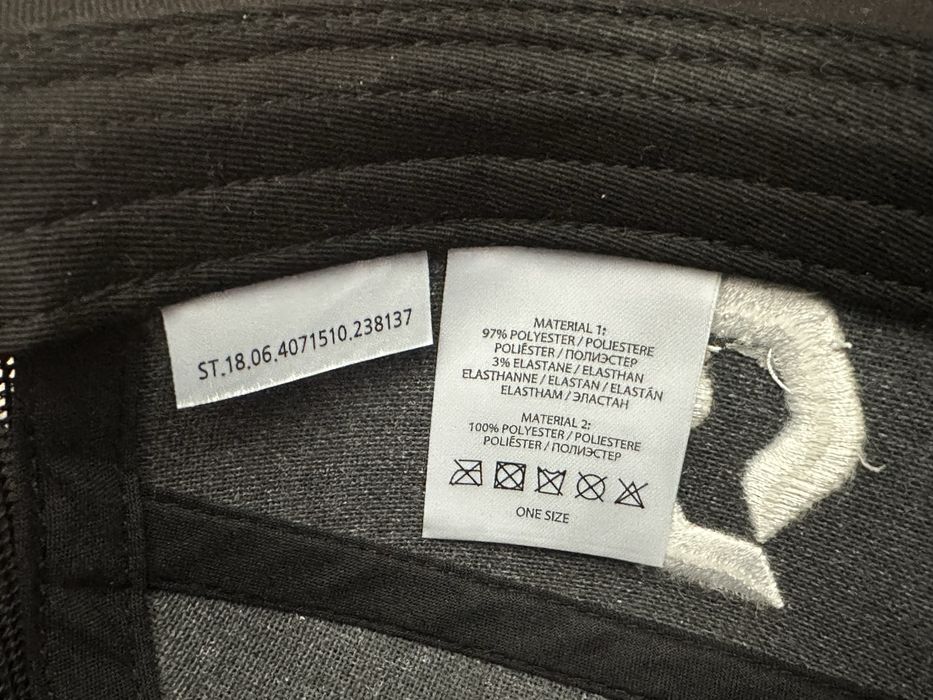 ST.18.06.4071510.238137
MATERIAL 1:
97% POLYESTER / POLIESTERE
POLIÉSTER / ПОЛИЭСТЕР
3% ELASTANE / ELASTHAN
ELASTHANNE / ELASTAN / ELASTÁN
ELASTHAM / ЭЛАСТАН
MATERIAL 2:
100% POLYESTER / POLIESTERE
POLIÉSTER / ПОЛИЭСТЕР
ONE SIZE